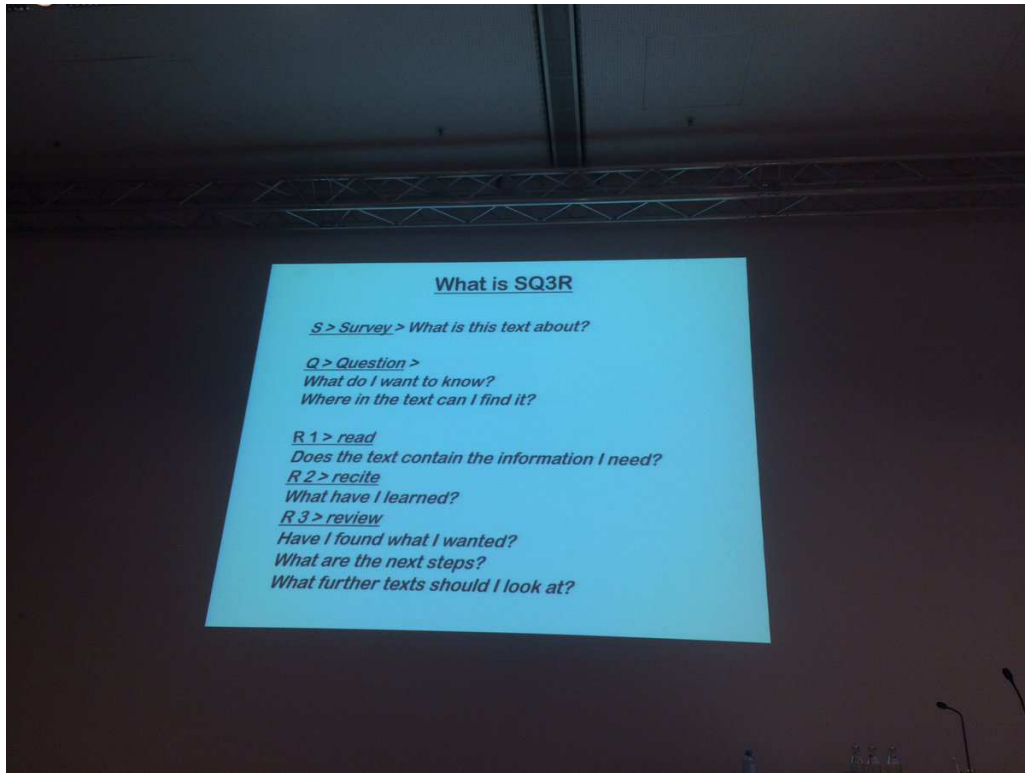 What is SQ3R
S > Survey > What is this text about?
Q > Question >
What do I want to know?
Where in the text can I find it?
R 1 > read
Does the text contain the information I need?
R 2 > recite
What have I learned?
R 3 > review
Have I found what I wanted?
What are the next steps?
What further texts should I look at?